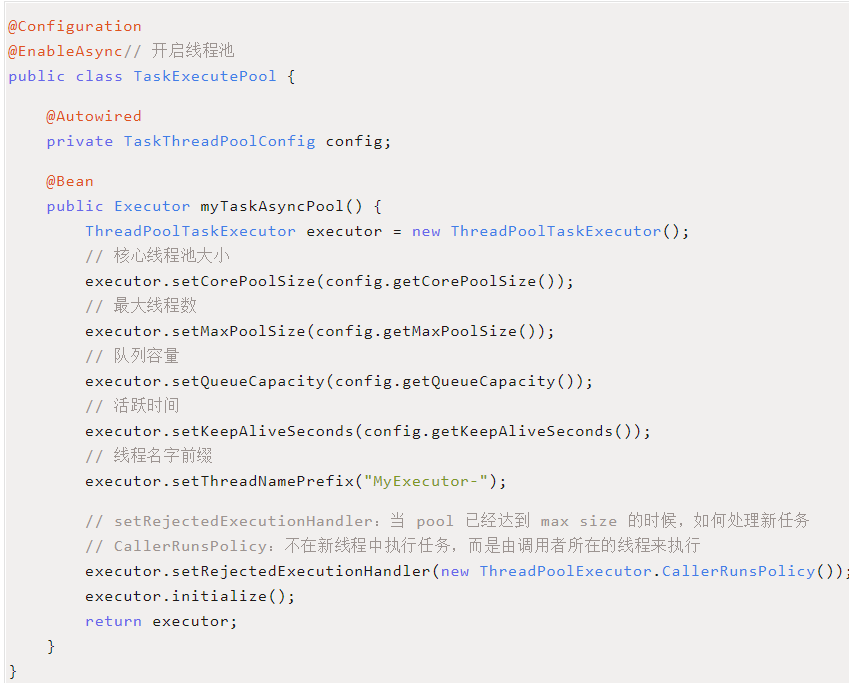 @Configuration
@EnableAsync// 开启线程池
public class TaskExecutePool {
@Autowired
private TaskThreadPoolConfig config;
@Bean
public Executor myTaskAsyncPool() {
ThreadPoolTaskExecutor executor = new ThreadPoolTaskExecutor();
// 核心线程池大小
executor.setCorePoolSize(config.getCorePoolSize());
// 最大线程数
executor.setMaxPoolSize(config.getMaxPoolSize());
// 队列容量
executor.setQueueCapacity(config.getQueueCapacity());
// 活跃时间
executor.setKeepAliveSeconds(config.getKeepAliveSeconds());
// 线程名字前缀
executor.setThreadNamePrefix("MyExecutor-");
// setRejectedExecutionHandler：当 pool 已经达到 max size 的时候，如何处理新任务
// CallerRunsPolicy：不在新线程中执行任务，而是由调用者所在的线程来执行
executor.setRejectedExecutionHandler(new ThreadPoolExecutor.CallerRunsPolicy());
executor.initialize();
return executor;
}
}